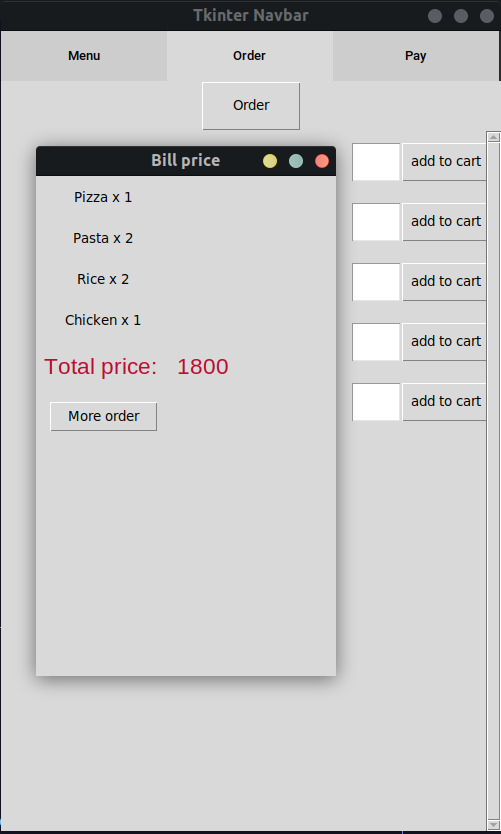 Tkinter Navbar
Menu Order Pay
Order
Bill price
Pizza x 1
Pasta x 2
Rice x 2
Chicken x 1
Total price: 1800
More order
add to cart
add to cart
add to cart
add to cart
add to cart